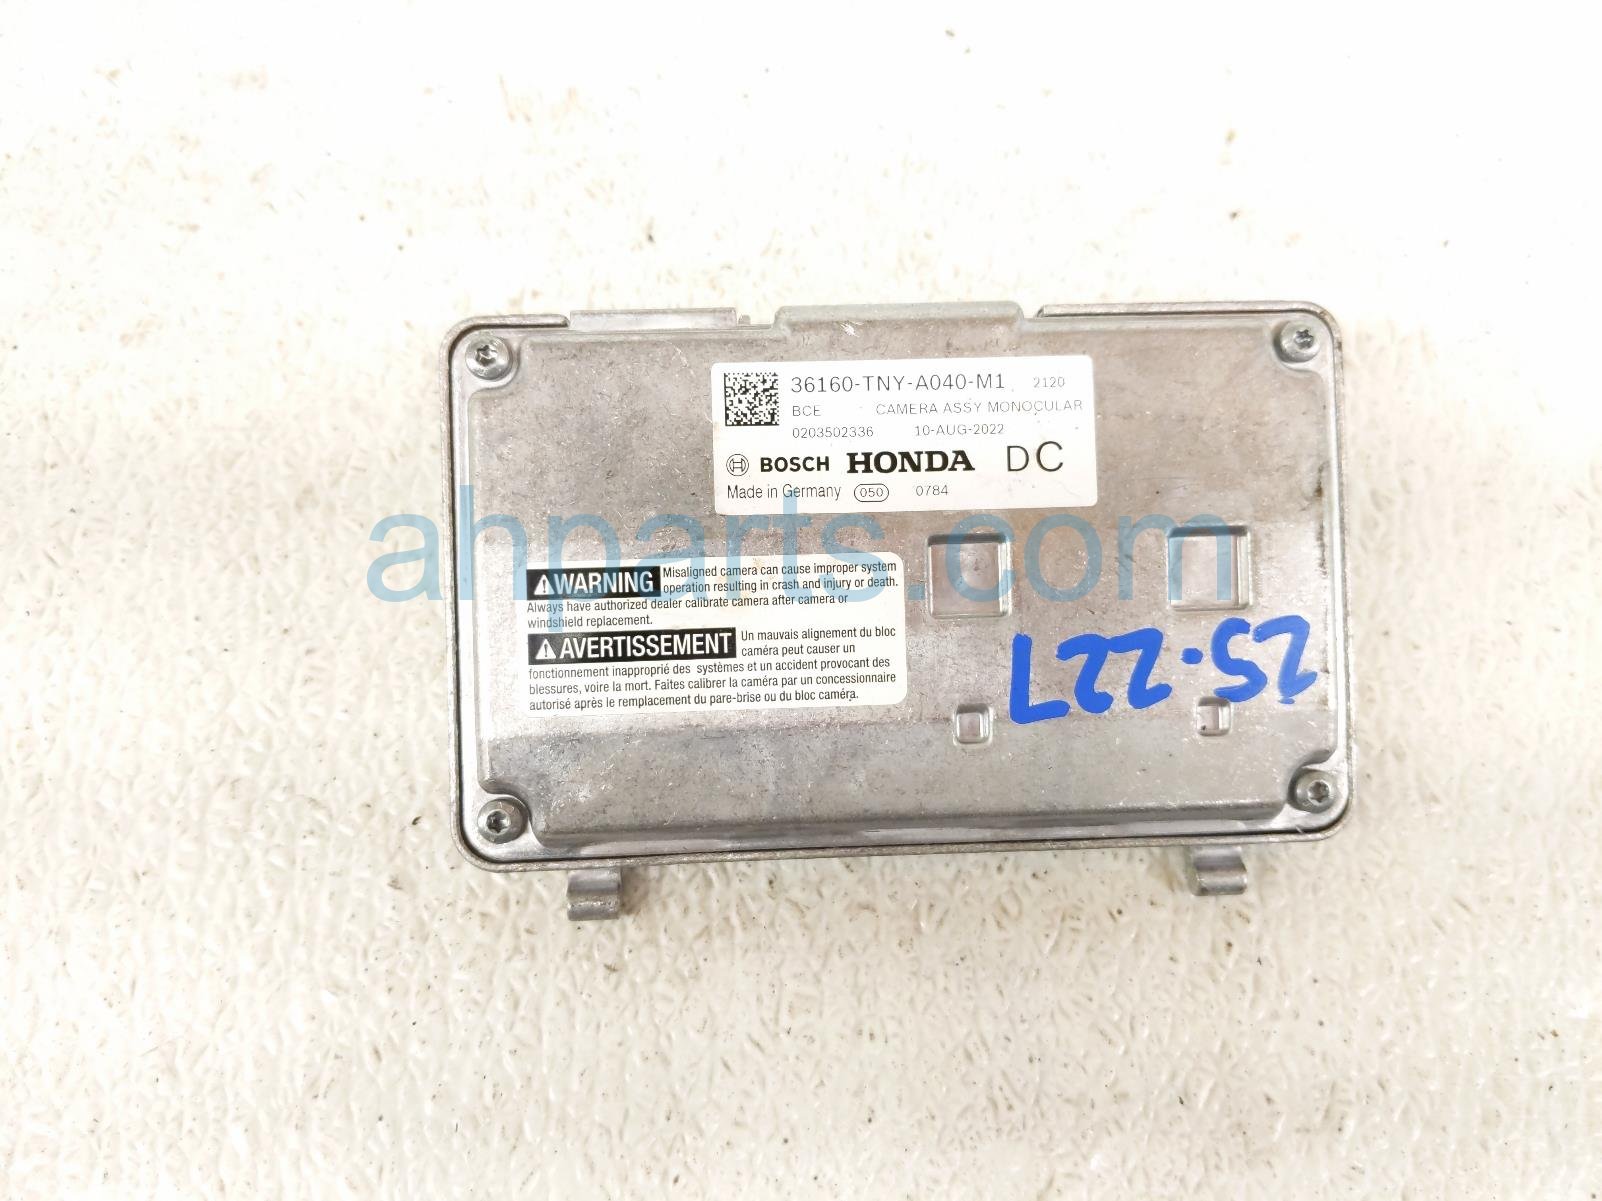 36160-TNY-A040-M1 2120
BCE CAMERA ASSY MONOCULAR
0203502336 10-AUG-2022
BOSCH HONDA DC
Made in Germany 050 0784
ahparts.com
WARNING Misaligned camera can cause improper system
operation resulting in crash and injury or death.
Always have authorized dealer calibrate camera after camera or
windshield replacement.
AVERTISSEMENT Un mauvais alignement du bloc
caméra peut causer un
fonctionnement inapproprié des systèmes et un accident provocant des
blessures, voire la mort. Faites calibrer la caméra par un concessionnaire
autorisé après le remplacement du pare-brise ou du bloc caméra.
25-227